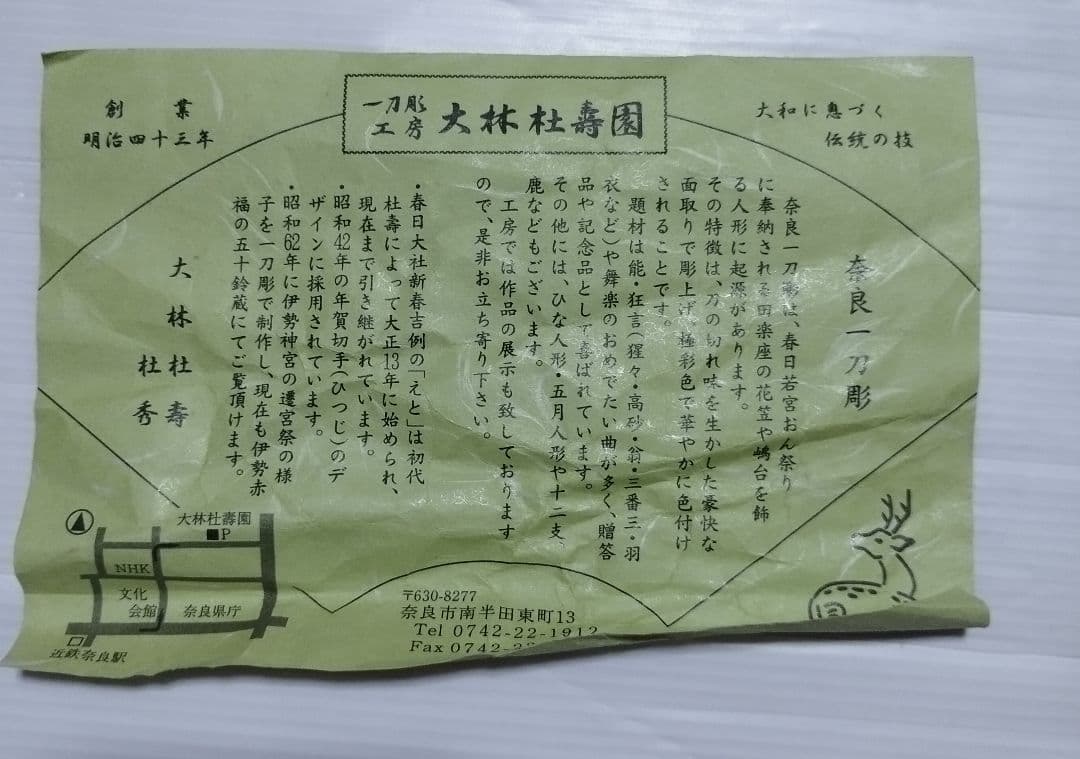 大和に息づく
伝統の技
一刀彫
工房
大林杜壽園
創業
明治四十三年
奈良一刀彫
奈良一刀彫は、春日若宮おん祭り
に奉納される田楽座の花笠や嶋台を飾
る人形に起源があります。
その特徴は、刀の切れ味を生かした豪快な
面取りで彫上げ、極彩色で華やかに色付け
されることです。
題材は能・狂言(猩々・高砂・翁・三番三・羽
衣など)や舞楽のおめでたい曲が多く、贈答
品や記念品として喜ばれています。
その他には、ひな人形・五月人形や十二支、
鹿などもございます。
工房では作品の展示も致しております
ので、是非お立ち寄り下さい。
・春日大社新春吉例の「えと」は初代
杜壽によって大正13年に始められ、
現在まで引き継がれています。
・昭和42年の年賀切手(ひつじ)のデ
ザインに採用されています。
・昭和62年に伊勢神宮の遷宮祭の様
子を一刀彫で制作し、現在も伊勢赤
福の五十鈴蔵にてご覧頂けます。
大林杜壽
杜秀
大林杜壽園
P
NHK
文化
会館
奈良県庁
近鉄奈良駅
〒630-8277
奈良市南半田東町13
Tel 0742-22-1912
Fax 0742-2